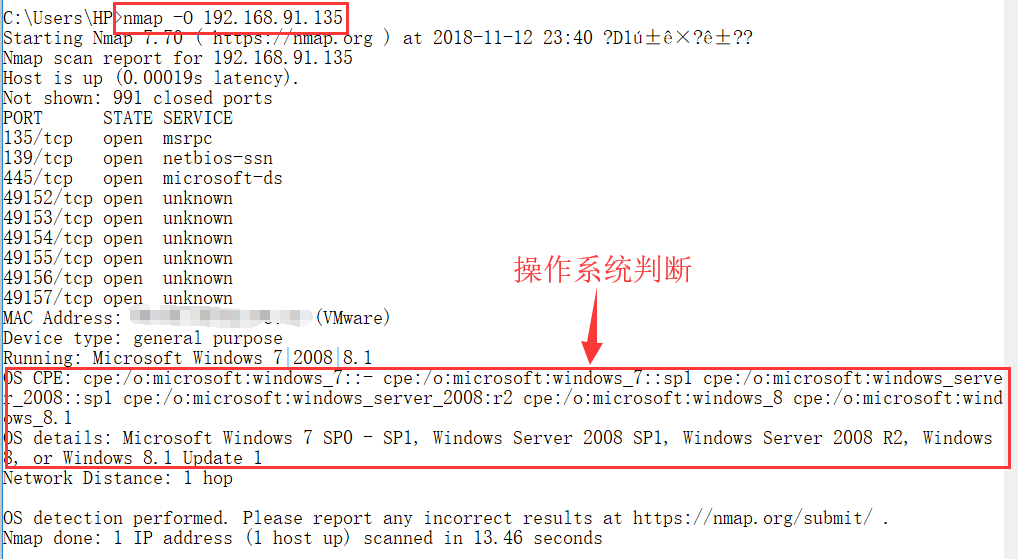 C:\Users\HP>nmap -O 192.168.91.135
Starting Nmap 7.70 ( https://nmap.org ) at 2018-11-12 23:40 ?D1ú±ê×?ê±??
Nmap scan report for 192.168.91.135
Host is up (0.00019s latency).
Not shown: 991 closed ports
PORT STATE SERVICE
135/tcp open msrpc
139/tcp open netbios-ssn
445/tcp open microsoft-ds
49152/tcp open unknown
49153/tcp open unknown
49154/tcp open unknown
49155/tcp open unknown
49156/tcp open unknown
49157/tcp open unknown
操作系统判断
MAC Address: (VMware)
Device type: general purpose
Running: Microsoft Windows 7|2008|8.1
OS CPE: cpe:/o:microsoft:windows_7::- cpe:/o:microsoft:windows_7::sp1 cpe:/o:microsoft:windows_serve
r_2008::sp1 cpe:/o:microsoft:windows_server_2008:r2 cpe:/o:microsoft:windows_8 cpe:/o:microsoft:wind
ows_8.1
OS details: Microsoft Windows 7 SP0 - SP1, Windows Server 2008 SP1, Windows Server 2008 R2, Windows
8, or Windows 8.1 Update 1
Network Distance: 1 hop
OS detection performed. Please report any incorrect results at https://nmap.org/submit/ .
Nmap done: 1 IP address (1 host up) scanned in 13.46 seconds